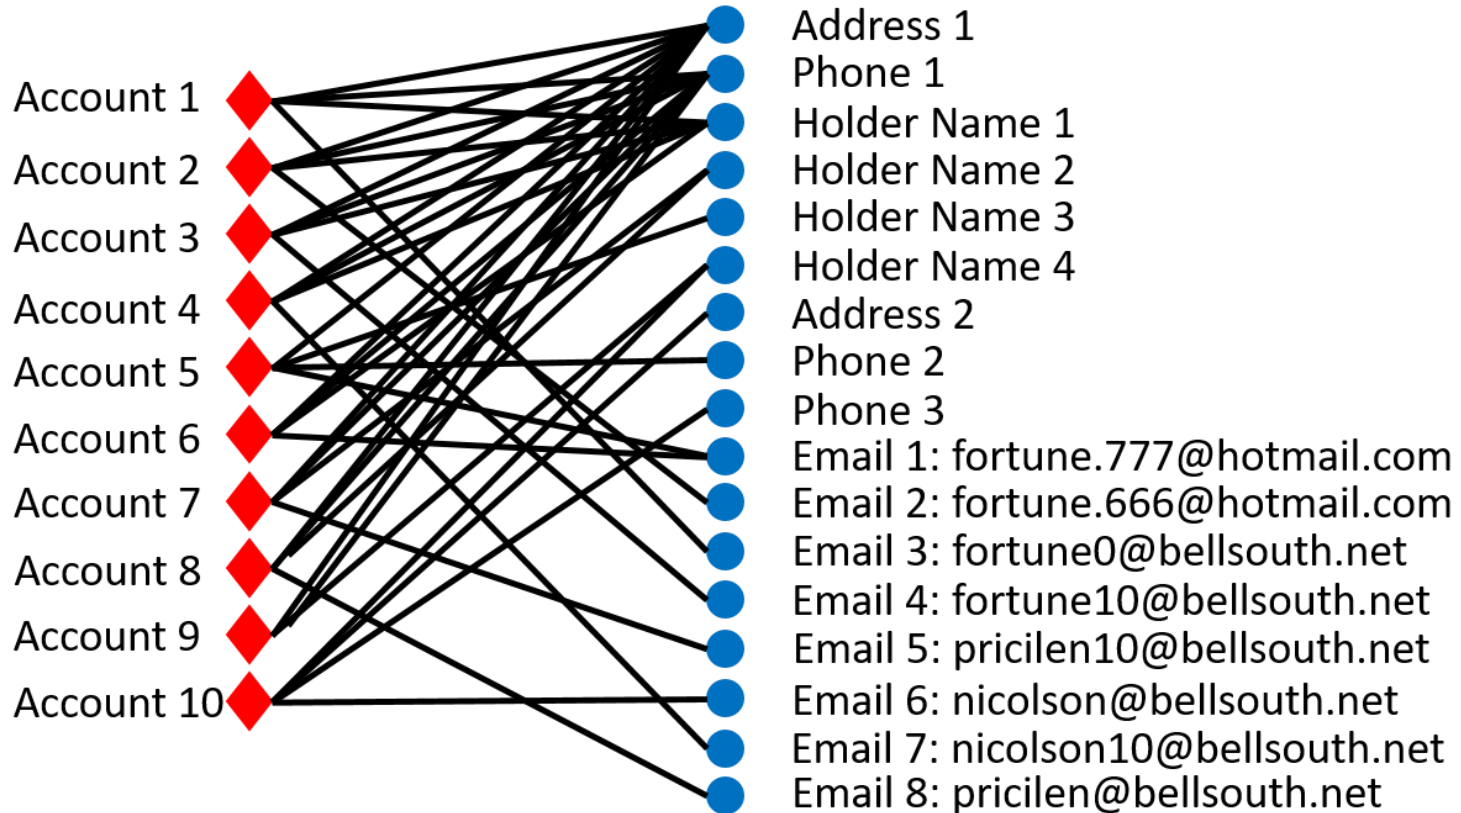 Account 1
Account 2
Account 3
Account 4
Account 5
Account 6
Account 7
Account 8
Account 9
Account 10
Address 1
Phone 1
Holder Name 1
Holder Name 2
Holder Name 3
Holder Name 4
Address 2
Phone 2
Phone 3
Email 1: fortune.777@hotmail.com
Email 2: fortune.666@hotmail.com
Email 3: fortune0@bellsouth.net
Email 4: fortune10@bellsouth.net
Email 5: pricilen10@bellsouth.net
Email 6: nicolson@bellsouth.net
Email 7: nicolson10@bellsouth.net
Email 8: pricilen@bellsouth.net